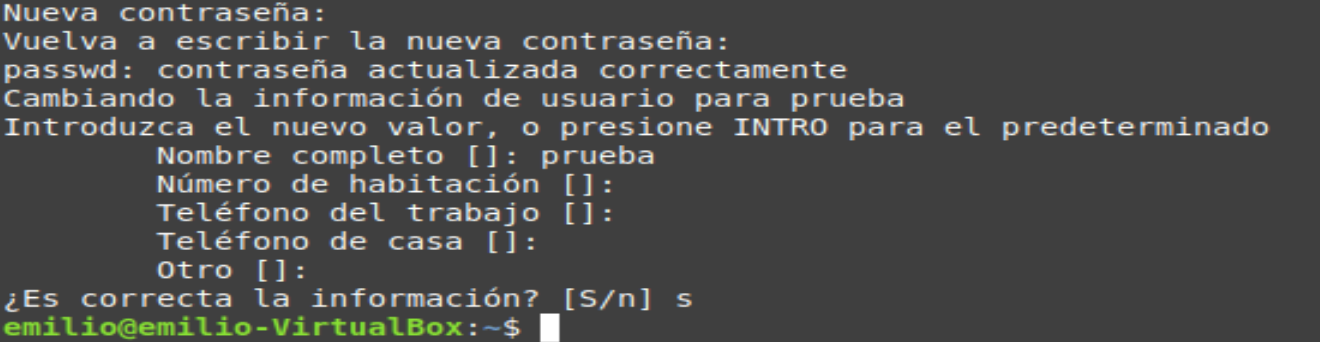 Nueva contraseña:
Vuelva a escribir la nueva contraseña:
passwd: contraseña actualizada correctamente
Cambiando la información de usuario para prueba
Introduzca el nuevo valor, o presione INTRO para el predeterminado
Nombre completo []: prueba
Número de habitación []:
Teléfono del trabajo []:
Teléfono de casa []:
Otro []:
¿Es correcta la información? [S/n] s
emilio@emilio-VirtualBox:~$